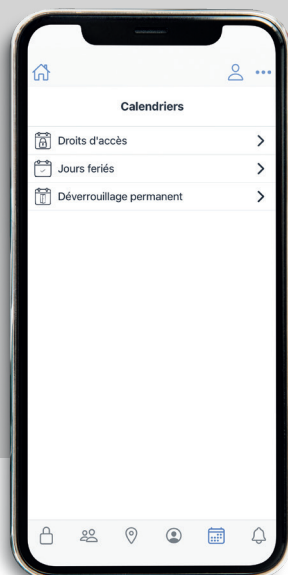 Calendriers
Droits d'accès
Jours feriés
Déverrouillage permanent